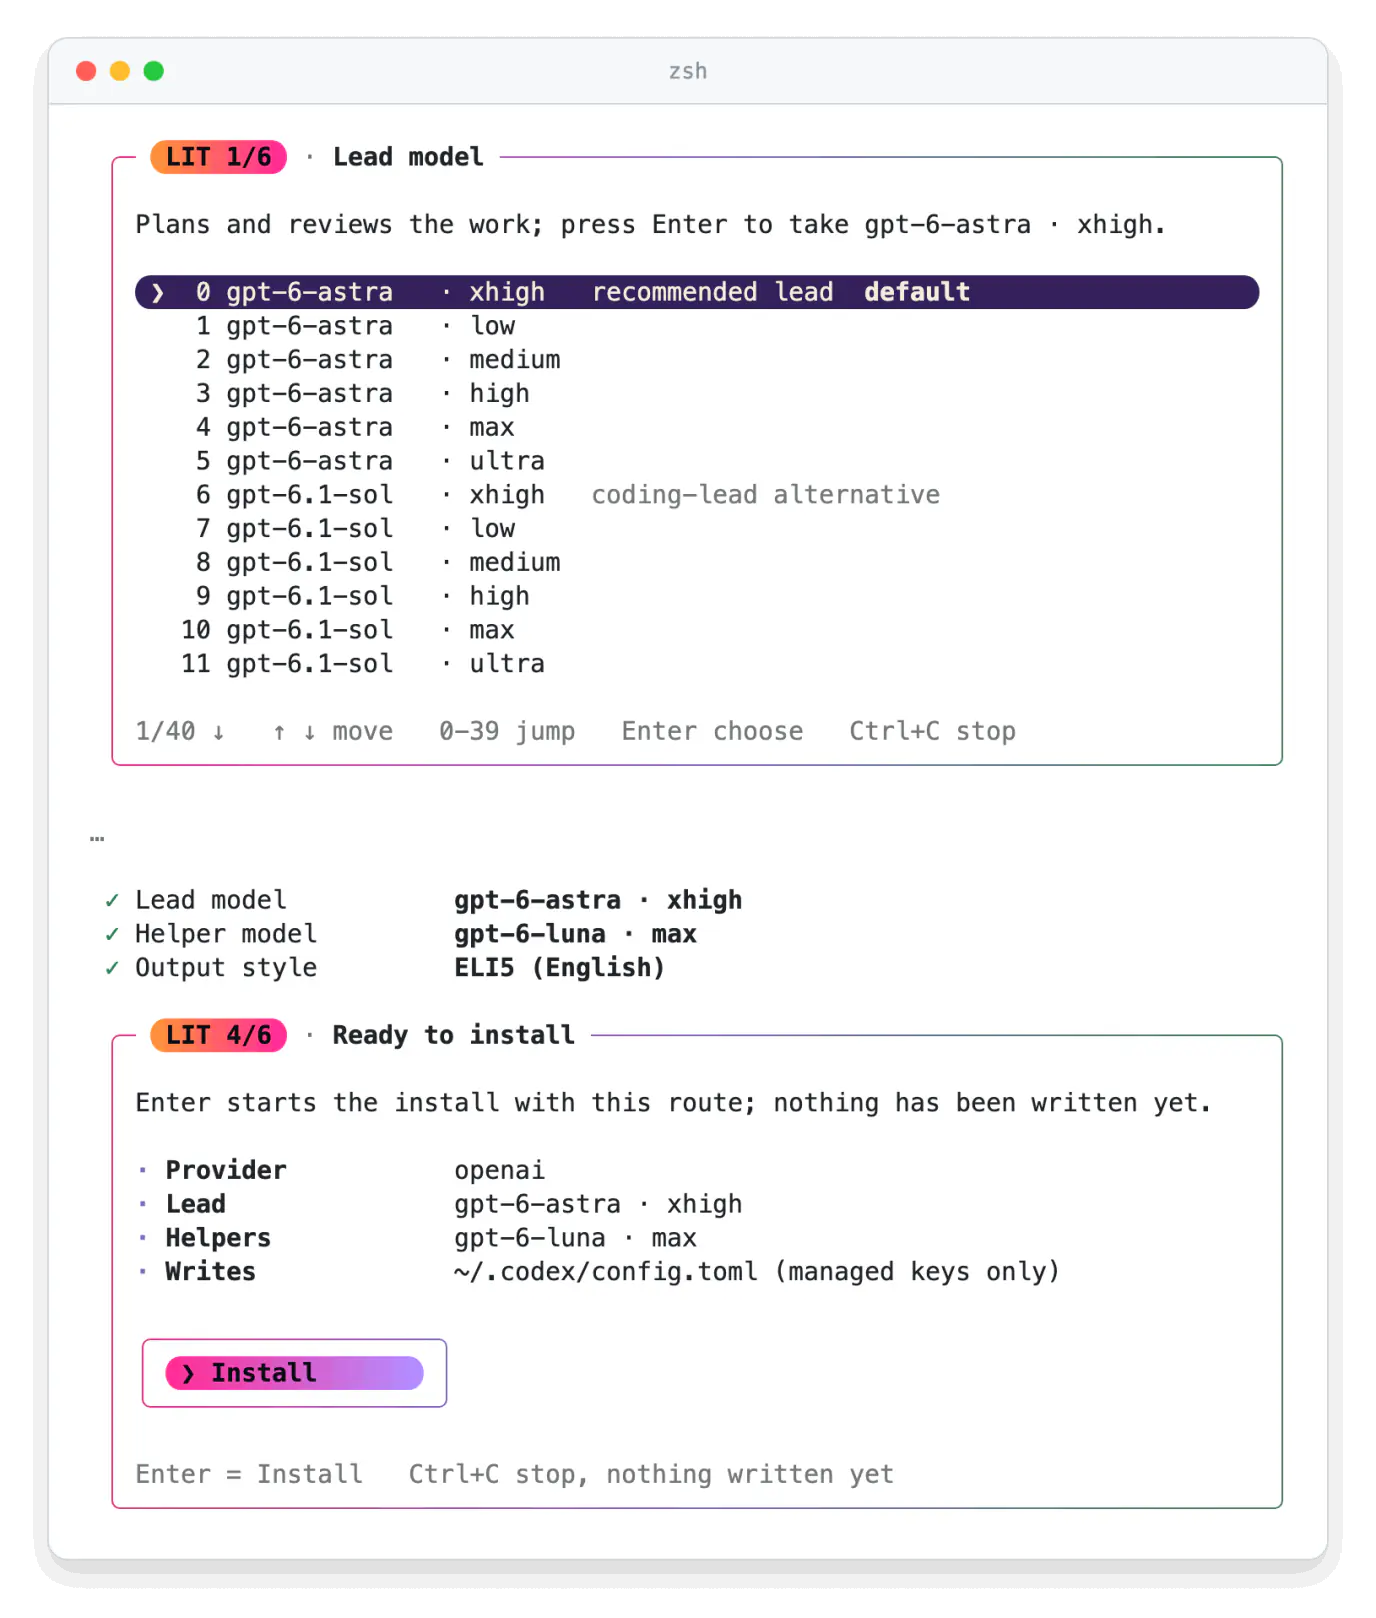 zsh
LIT 1/6 · Lead model
Plans and reviews the work; press Enter to take gpt-6-astra · xhigh.
❯ 0 gpt-6-astra · xhigh recommended lead default
1 gpt-6-astra · low
2 gpt-6-astra · medium
3 gpt-6-astra · high
4 gpt-6-astra · max
5 gpt-6-astra · ultra
6 gpt-6.1-sol · xhigh coding-lead alternative
7 gpt-6.1-sol · low
8 gpt-6.1-sol · medium
9 gpt-6.1-sol · high
10 gpt-6.1-sol · max
11 gpt-6.1-sol · ultra
1/40 ↓ ↑ ↓ move 0-39 jump Enter choose Ctrl+C stop
…
✓ Lead model gpt-6-astra · xhigh
✓ Helper model gpt-6-luna · max
✓ Output style ELI5 (English)
LIT 4/6 · Ready to install
Enter starts the install with this route; nothing has been written yet.
· Provider openai
· Lead gpt-6-astra · xhigh
· Helpers gpt-6-luna · max
· Writes ~/.codex/config.toml (managed keys only)
❯ Install
Enter = Install Ctrl+C stop, nothing written yet